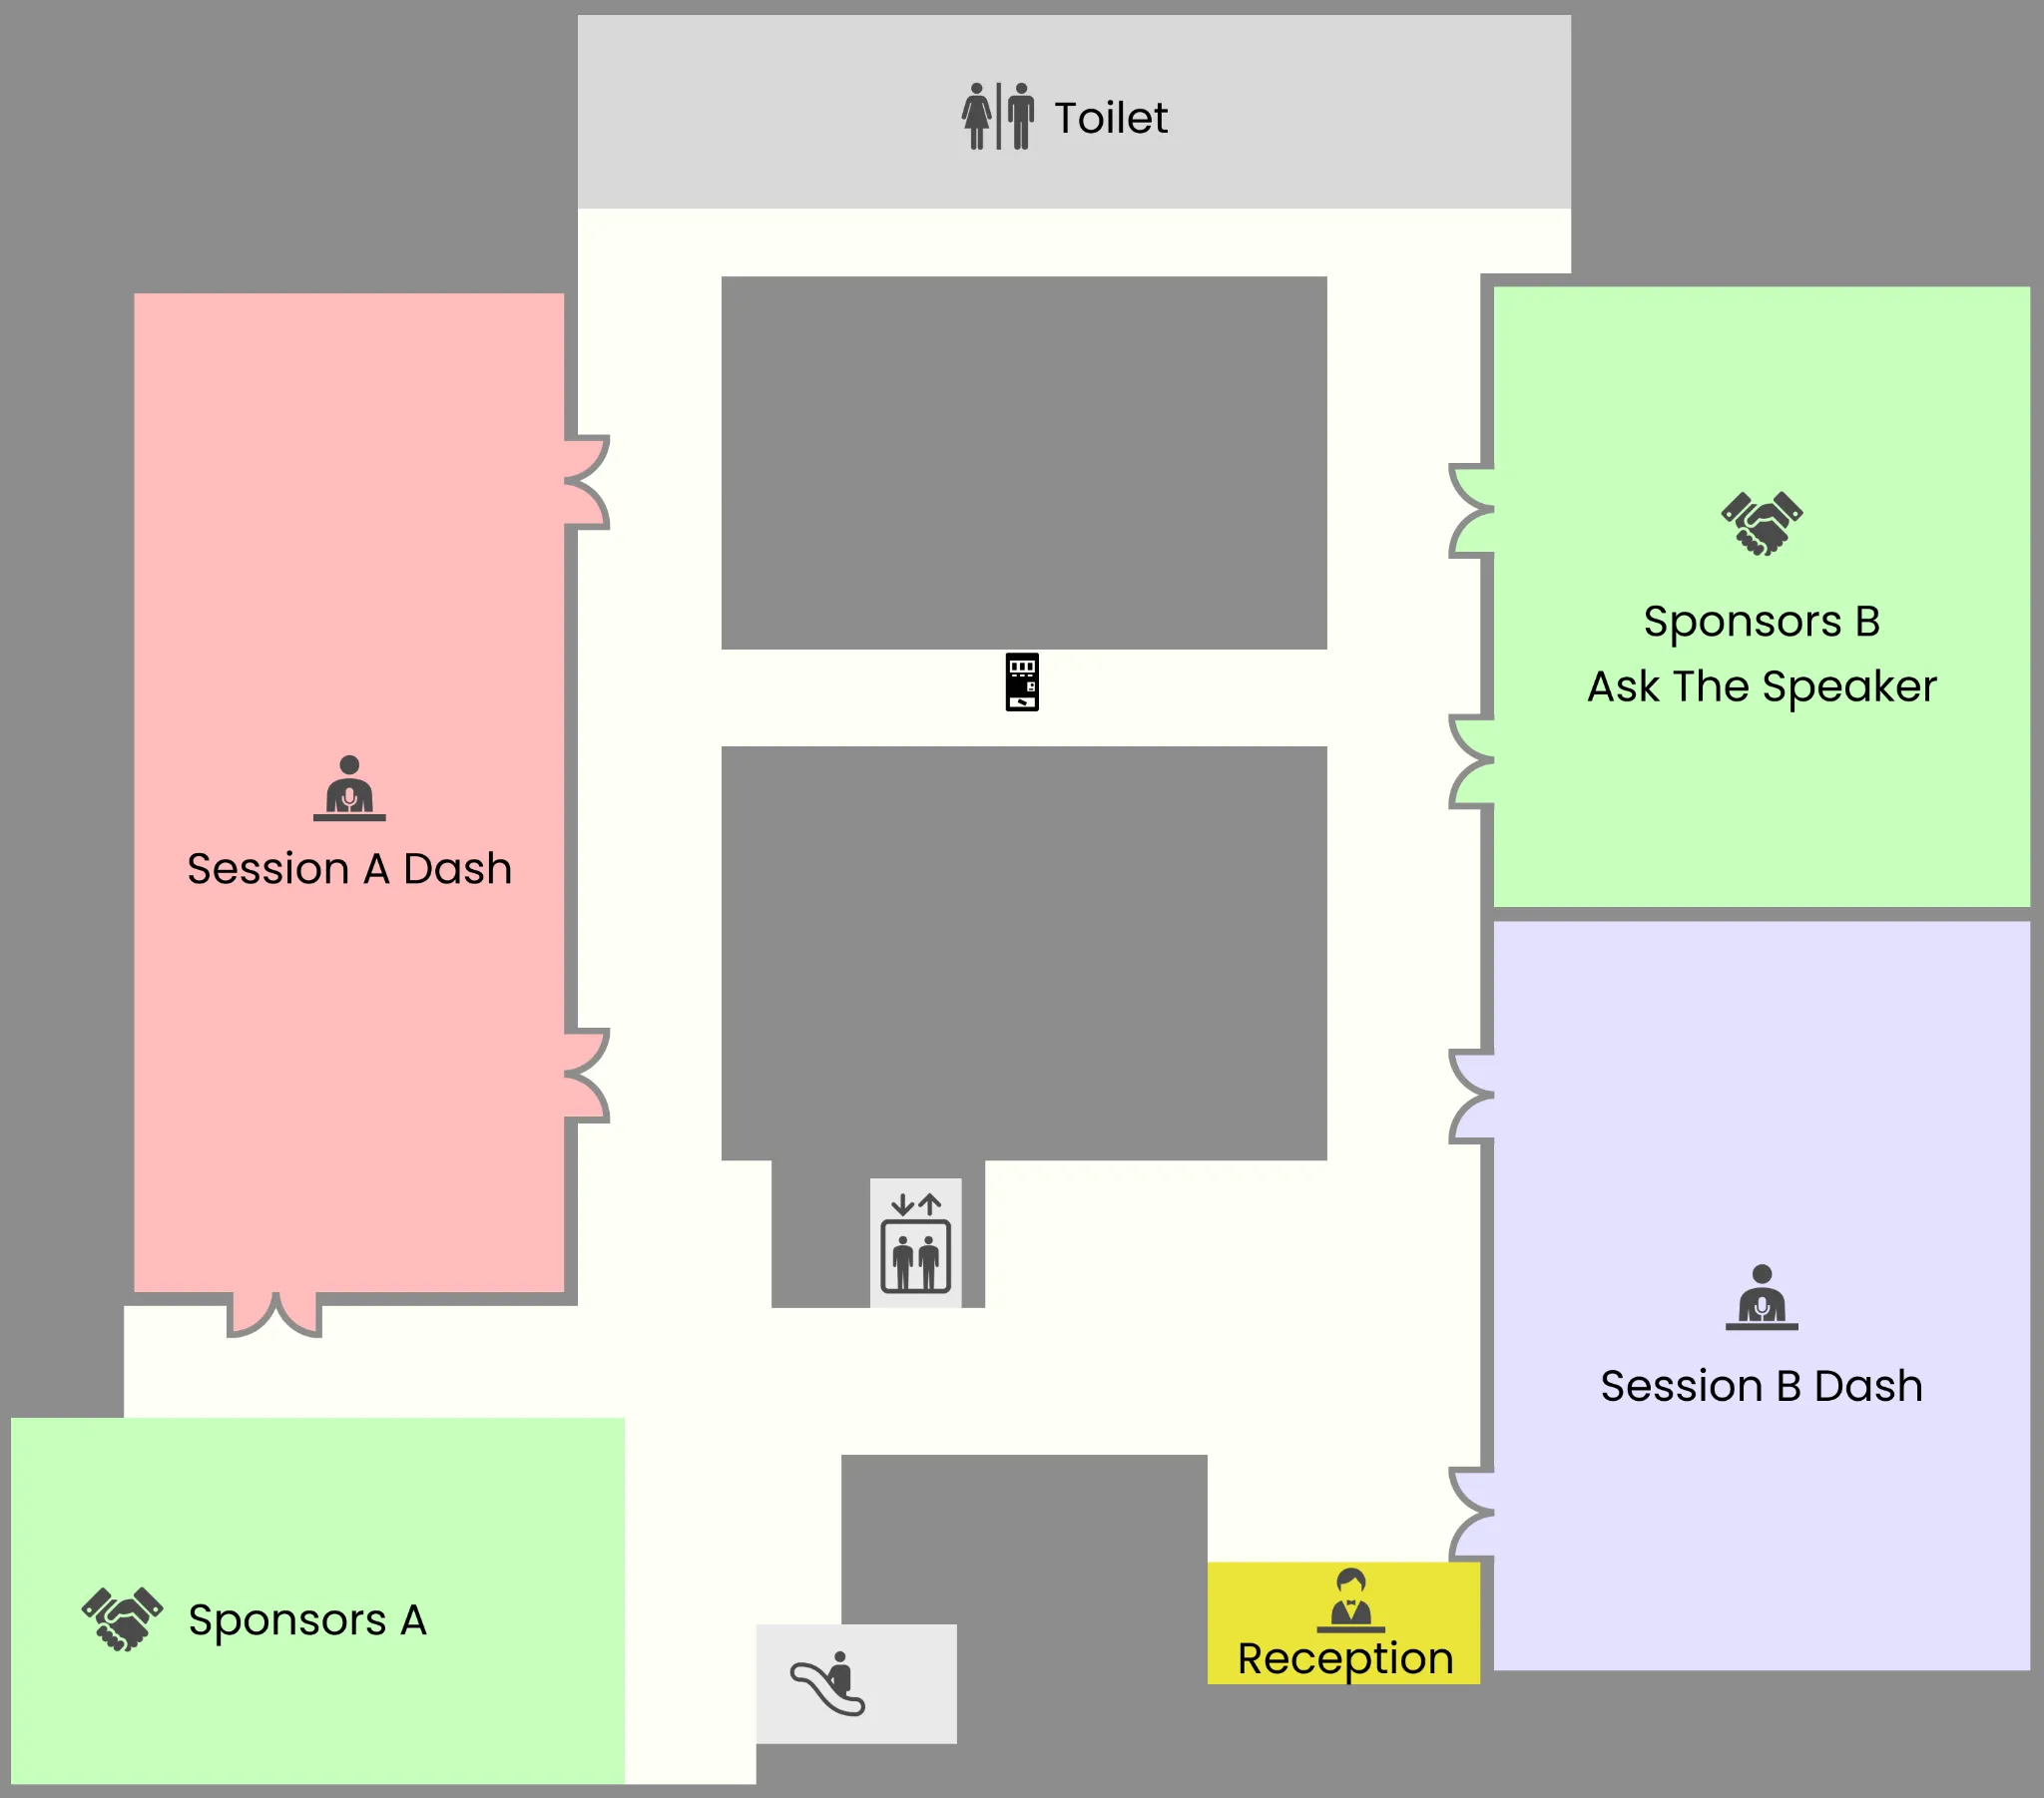 Toilet
Sponsors B
Ask The Speaker
Session A Dash
Session B Dash
Sponsors A
Reception